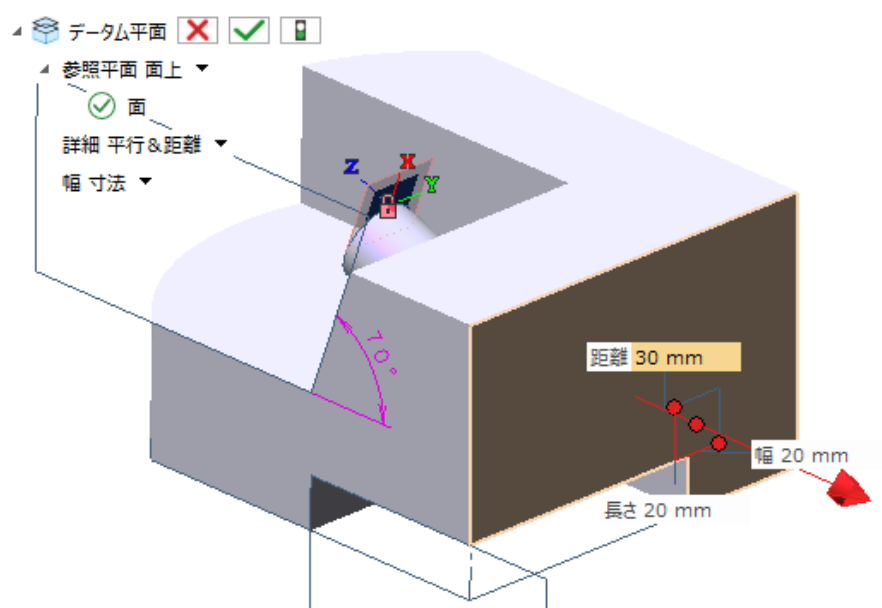 データム平面
参照平面 面上
面
詳細 平行&距離
幅 寸法
Z
X
Y
70°
距離 30 mm
幅 20 mm
長さ 20 mm